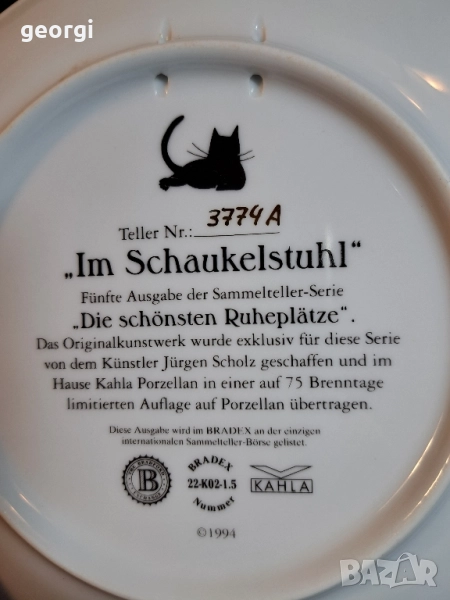 georgi
Teller Nr.: 3774A
„Im Schaukelstuhl“
Fünfte Ausgabe der Sammelteller-Serie
„Die schönsten Ruheplätze“.
Das Originalkunstwerk wurde exklusiv für diese Serie
von dem Künstler Jürgen Scholz geschaffen und im
Hause Kahla Porzellan in einer auf 75 Brenntage
limitierten Auflage auf Porzellan übertragen.
Diese Ausgabe wird im BRADEX an der einzigen
internationalen Sammelteller-Börse gelistet.
B
BRADEX
22-K02-1.5
Nummer
KAHLA
©1994
BAZAR